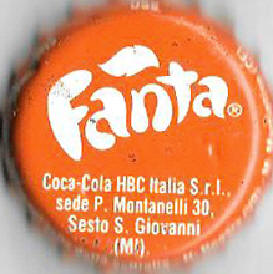 Fanta®
Coca-Cola HBC Italia S.r.l.,
sede P. Montanelli 30,
Sesto S. Giovanni
(MI)